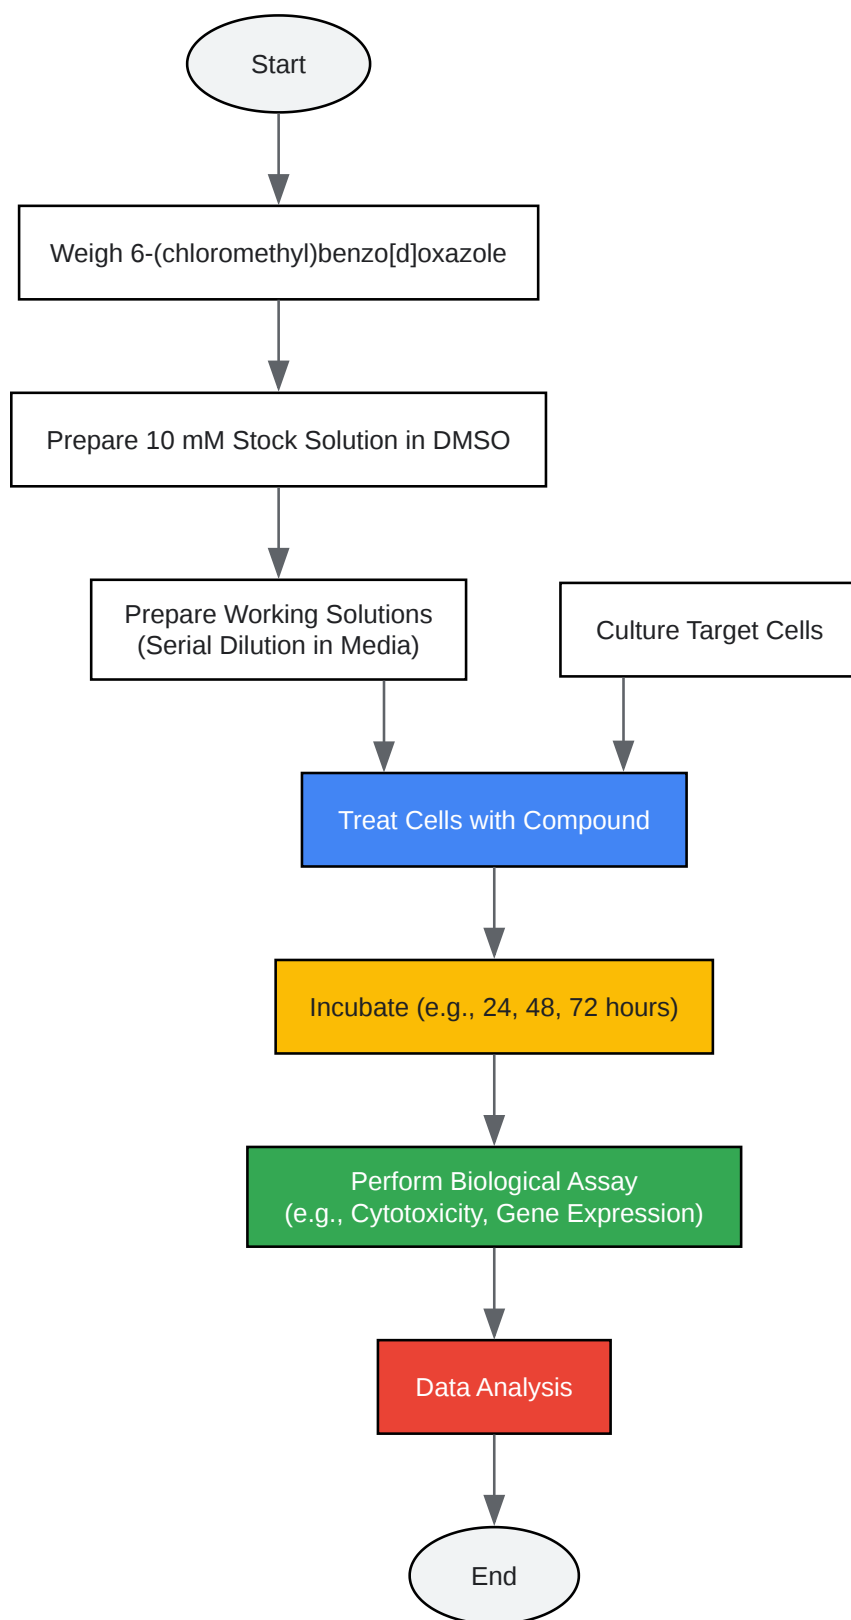 Start
Weigh 6-(chloromethyl)benzo[d]oxazole
Prepare 10 mM Stock Solution in DMSO
Prepare Working Solutions
(Serial Dilution in Media)
Culture Target Cells
Treat Cells with Compound
Incubate (e.g., 24, 48, 72 hours)
Perform Biological Assay
(e.g., Cytotoxicity, Gene Expression)
Data Analysis
End